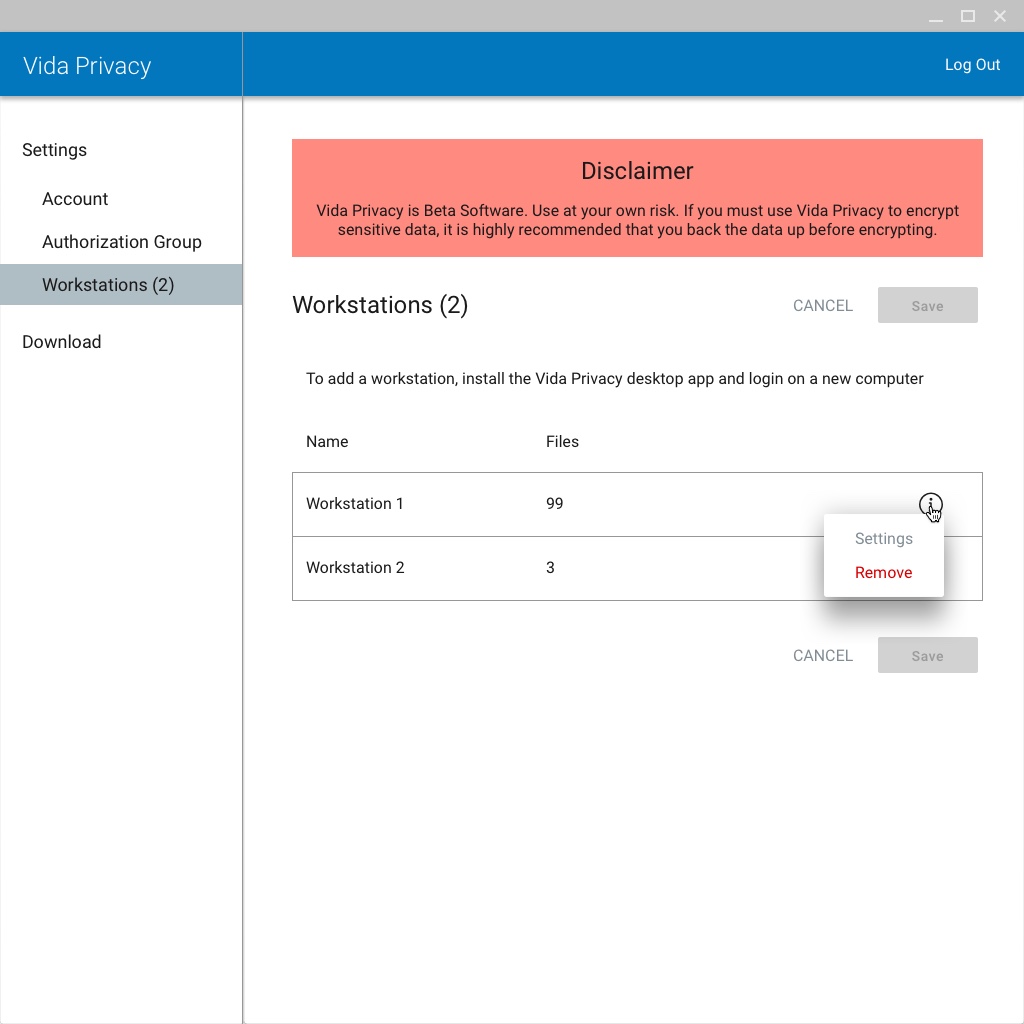 Vida Privacy
Log Out
Settings
Account
Authorization Group
Workstations (2)
Download
Disclaimer
Vida Privacy is Beta Software. Use at your own risk. If you must use Vida Privacy to encrypt
sensitive data, it is highly recommended that you back the data up before encrypting.
Workstations (2)
CANCEL
Save
To add a workstation, install the Vida Privacy desktop app and login on a new computer
Name
Files
Workstation 1
99
Settings
Remove
Workstation 2
3
CANCEL
Save